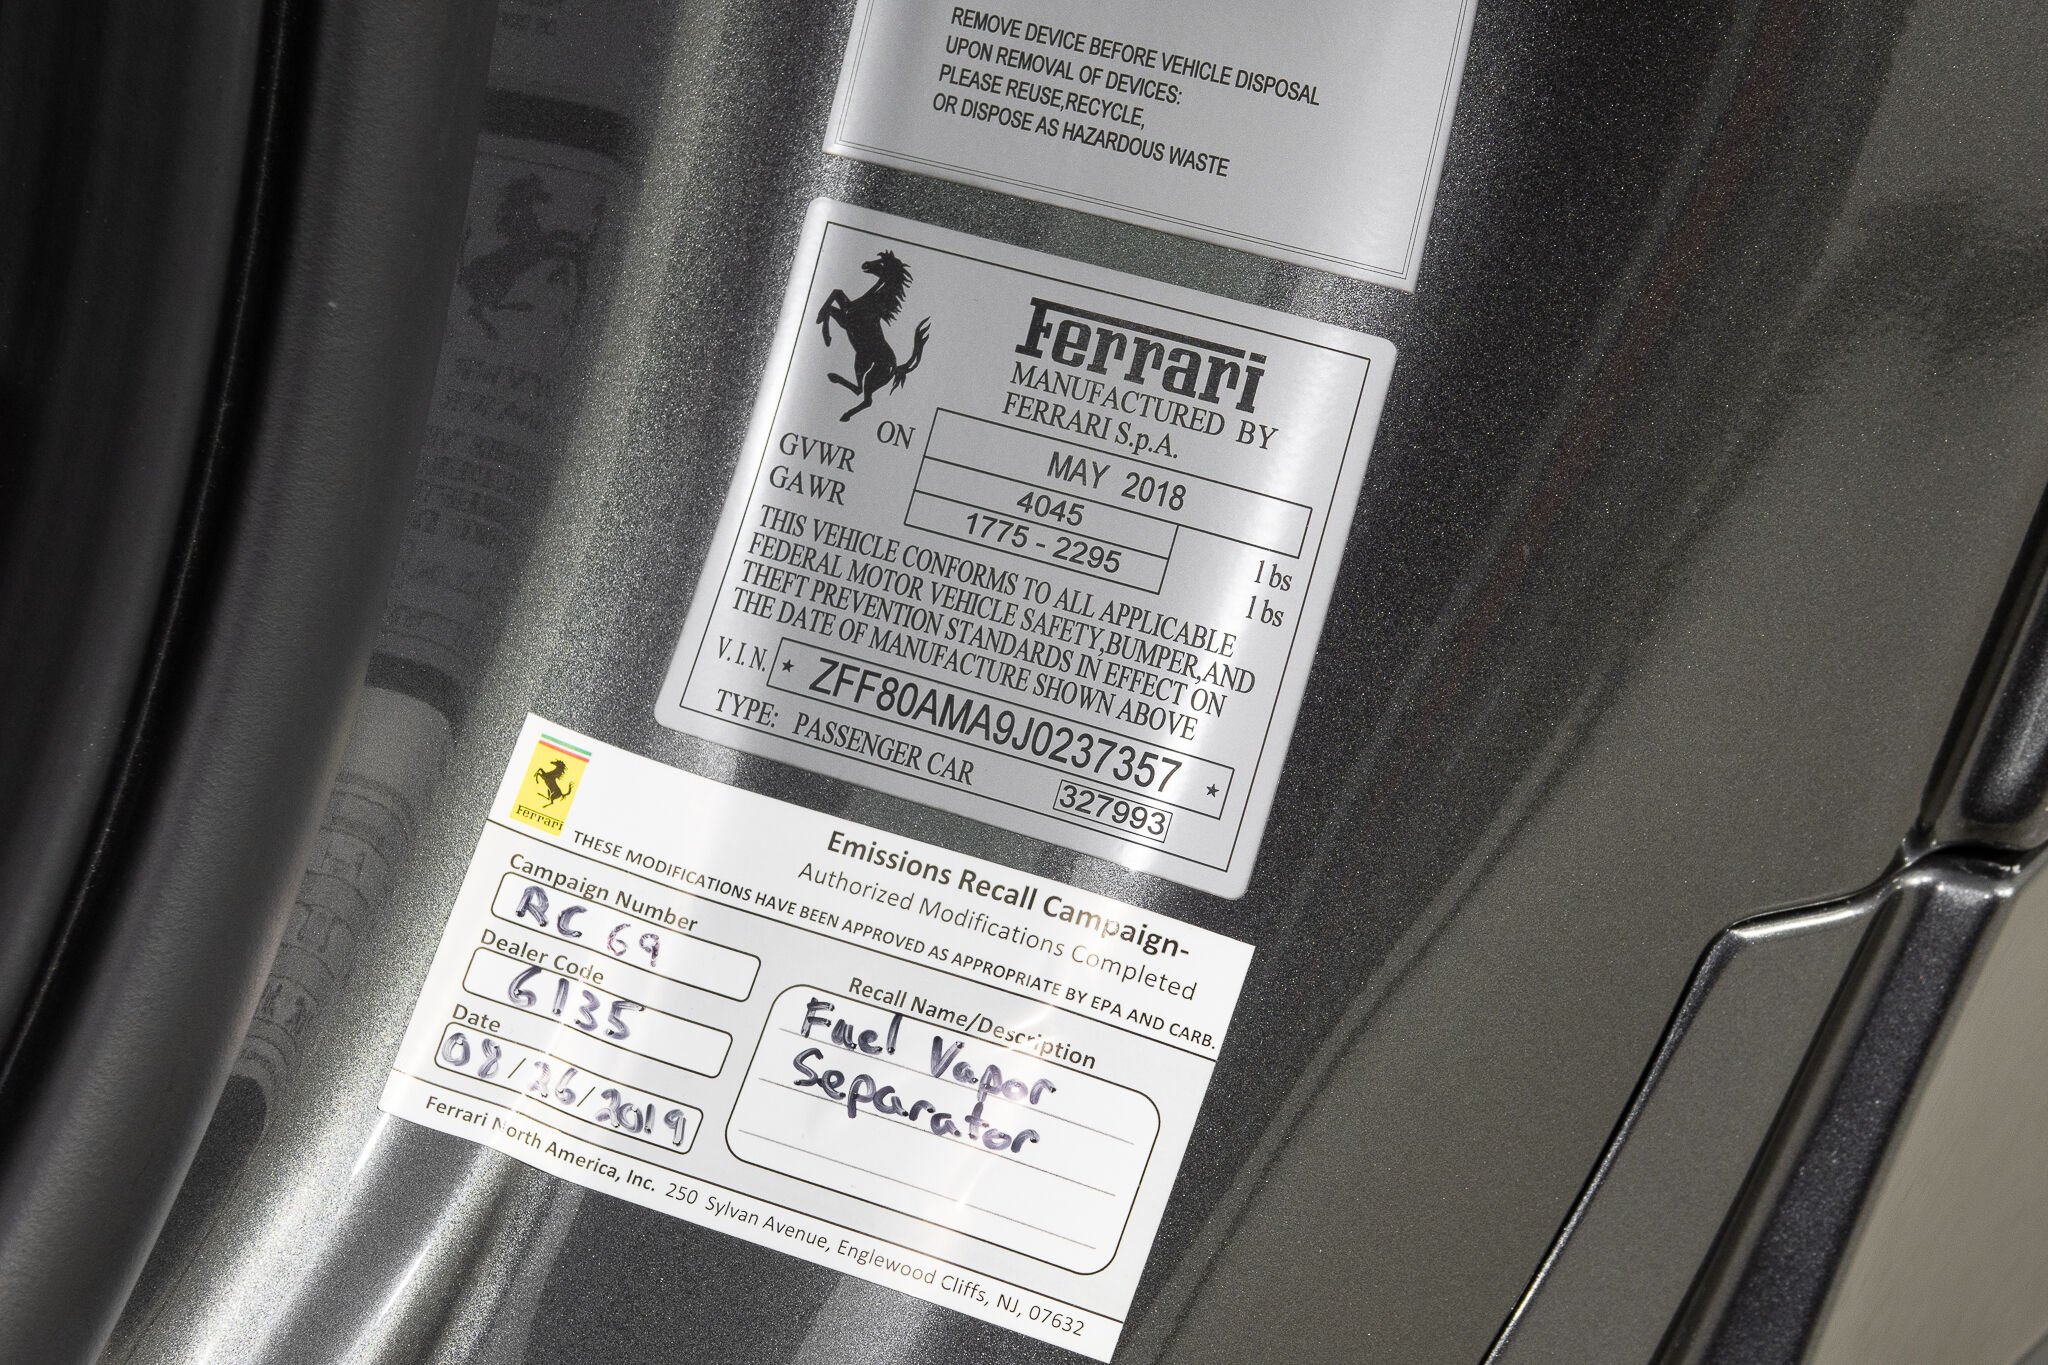 REMOVE DEVICE BEFORE VEHICLE DISPOSAL
UPON REMOVAL OF DEVICES:
PLEASE REUSE,RECYCLE,
OR DISPOSE AS HAZARDOUS WASTE
Ferrari
MANUFACTURED BY
FERRARI S.p.A.
ON MAY 2018
GVWR 4045 lbs
GAWR 1775 - 2295 lbs
THIS VEHICLE CONFORMS TO ALL APPLICABLE
FEDERAL MOTOR VEHICLE SAFETY,BUMPER,AND
THEFT PREVENTION STANDARDS IN EFFECT ON
THE DATE OF MANUFACTURE SHOWN ABOVE
V.I.N. * ZFF80AMA9J0237357 *
TYPE: PASSENGER CAR
327993
Ferrari
Emissions Recall Campaign-
Authorized Modifications Completed
THESE MODIFICATIONS HAVE BEEN APPROVED AS APPROPRIATE BY EPA AND CARB.
Campaign Number
RC 69
Dealer Code
6135
Date
08/26/2019
Recall Name/Description
Fuel Vapor
Separator
Ferrari North America, Inc. 250 Sylvan Avenue, Englewood Cliffs, NJ, 07632